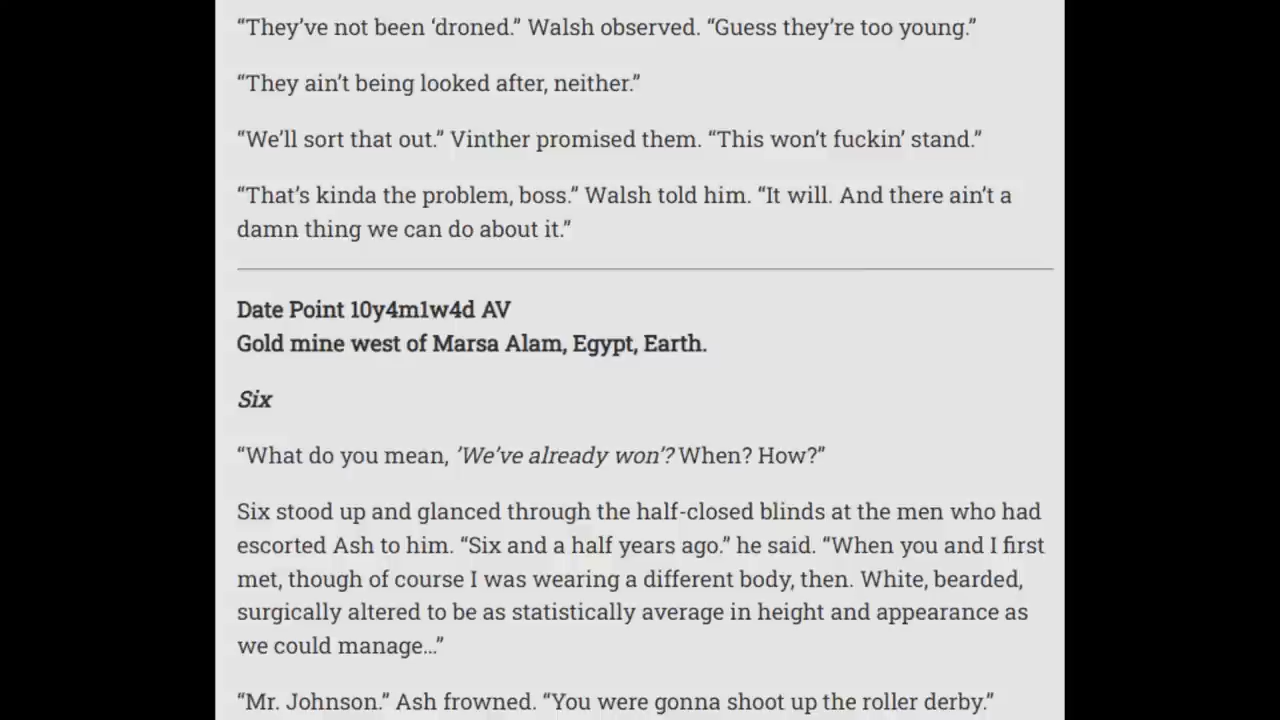 “They’ve not been ‘droned.” Walsh observed. “Guess they’re too young.”
“They ain’t being looked after, neither.”
“We’ll sort that out.” Vinther promised them. “This won’t fuckin’ stand.”
“That’s kinda the problem, boss.” Walsh told him. “It will. And there ain’t a
damn thing we can do about it.”
Date Point 10y4m1w4d AV
Gold mine west of Marsa Alam, Egypt, Earth.
Six
“What do you mean, ’We’ve already won’? When? How?”
Six stood up and glanced through the half-closed blinds at the men who had
escorted Ash to him. “Six and a half years ago.” he said. “When you and I first
met, though of course I was wearing a different body, then. White, bearded,
surgically altered to be as statistically average in height and appearance as
we could manage…”
“Mr. Johnson.” Ash frowned. “You were gonna shoot up the roller derby.”